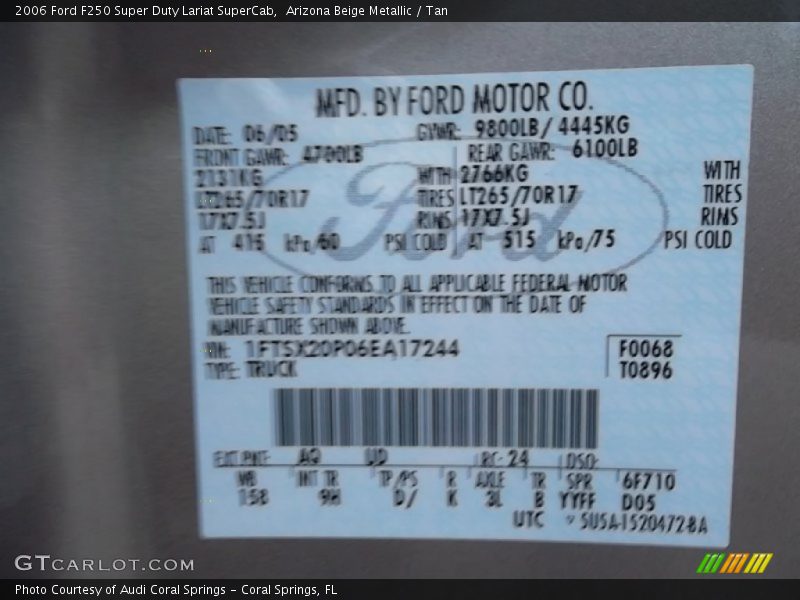 2006 Ford F250 Super Duty Lariat SuperCab, Arizona Beige Metallic / Tan
MFD. BY FORD MOTOR CO.
DATE: 06/05 GVWR: 9800LB/ 4445KG
FRONT GAWR: 4700LB REAR GAWR: 6100LB
2131KG WITH 2766KG WITH
LT265/70R17 TIRES LT265/70R17 TIRES
17X7.5J RIMS 17X7.5J RIMS
AT 415 kPa/60 PSI COLD AT 515 kPa/75 PSI COLD
Ford
THIS VEHICLE CONFORMS TO ALL APPLICABLE FEDERAL MOTOR
VEHICLE SAFETY STANDARDS IN EFFECT ON THE DATE OF
MANUFACTURE SHOWN ABOVE.
VIN: 1FTSX20P06EA17244 F0068
TYPE: TRUCK T0896
EXT PNT: AQ UD RC: 24 DSO:
WB INT TR TP/PS R AXLE TR SPR 6F710
158 9H D/ K 3L B YYFF D05
UTC ▿ 5U5A-1520472-BA
GTCARLOT.COM
Photo Courtesy of Audi Coral Springs - Coral Springs, FL